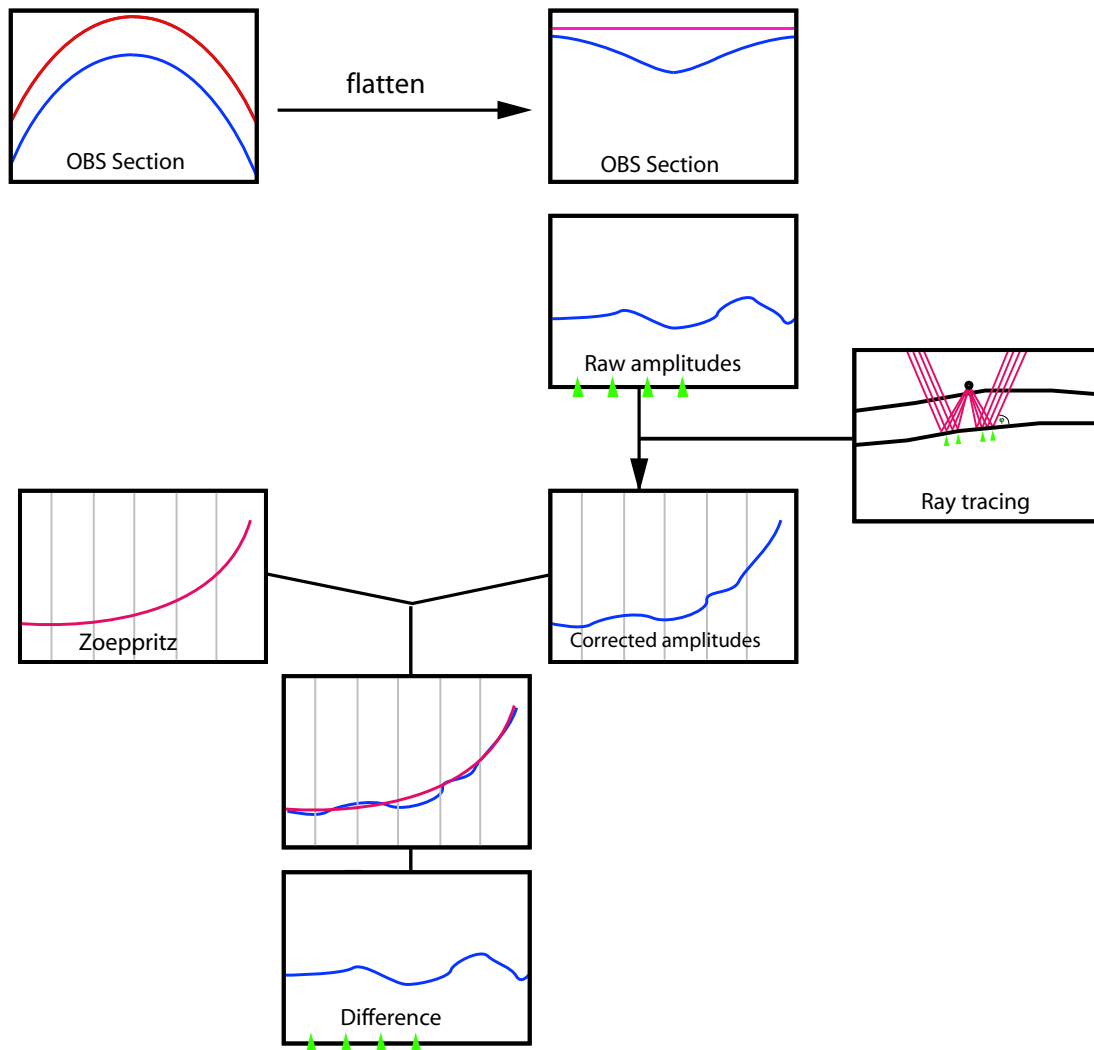 OBS Section
flatten
OBS Section
Raw amplitudes
Ray tracing
Zoeppritz
Corrected amplitudes
Difference